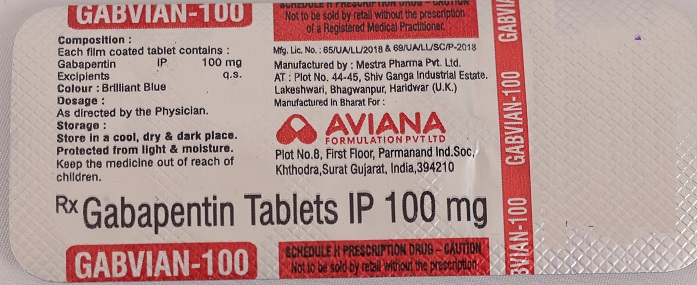 GABVIAN-100
SCHEDULE H PRESCRIPTION DRUG - CAUTION
Not to be sold by retail without the prescription
of a Registered Medical Practitioner.
Composition :
Each film coated tablet contains :
Gabapentin IP 100 mg
Excipients q.s.
Colour : Brilliant Blue
Dosage :
As directed by the Physician.
Storage :
Store in a cool, dry & dark place.
Protected from light & moisture.
Keep the medicine out of reach of
children.
Mfg. Lic. No. : 65/UA/LL/2018 & 69/UA/LL/SC/P-2018
Manufactured by : Mestra Pharma Pvt. Ltd.
AT : Plot No. 44-45, Shiv Ganga Industrial Estate.
Lakeshwari, Bhagwanpur, Haridwar (U.K.)
Manufactured in Bharat For :
AVIANA
FORMULATION PVT LTD
Plot No.8, First Floor, Parmanand Ind.Soc,
Khthodra,Surat Gujarat, India,394210
Rx Gabapentin Tablets IP 100 mg
GABVIAN-100
SCHEDULE H PRESCRIPTION DRUG - CAUTION
Not to be sold by retail without the prescription
GABVIA
GABVIAN-100
BVIAN-100